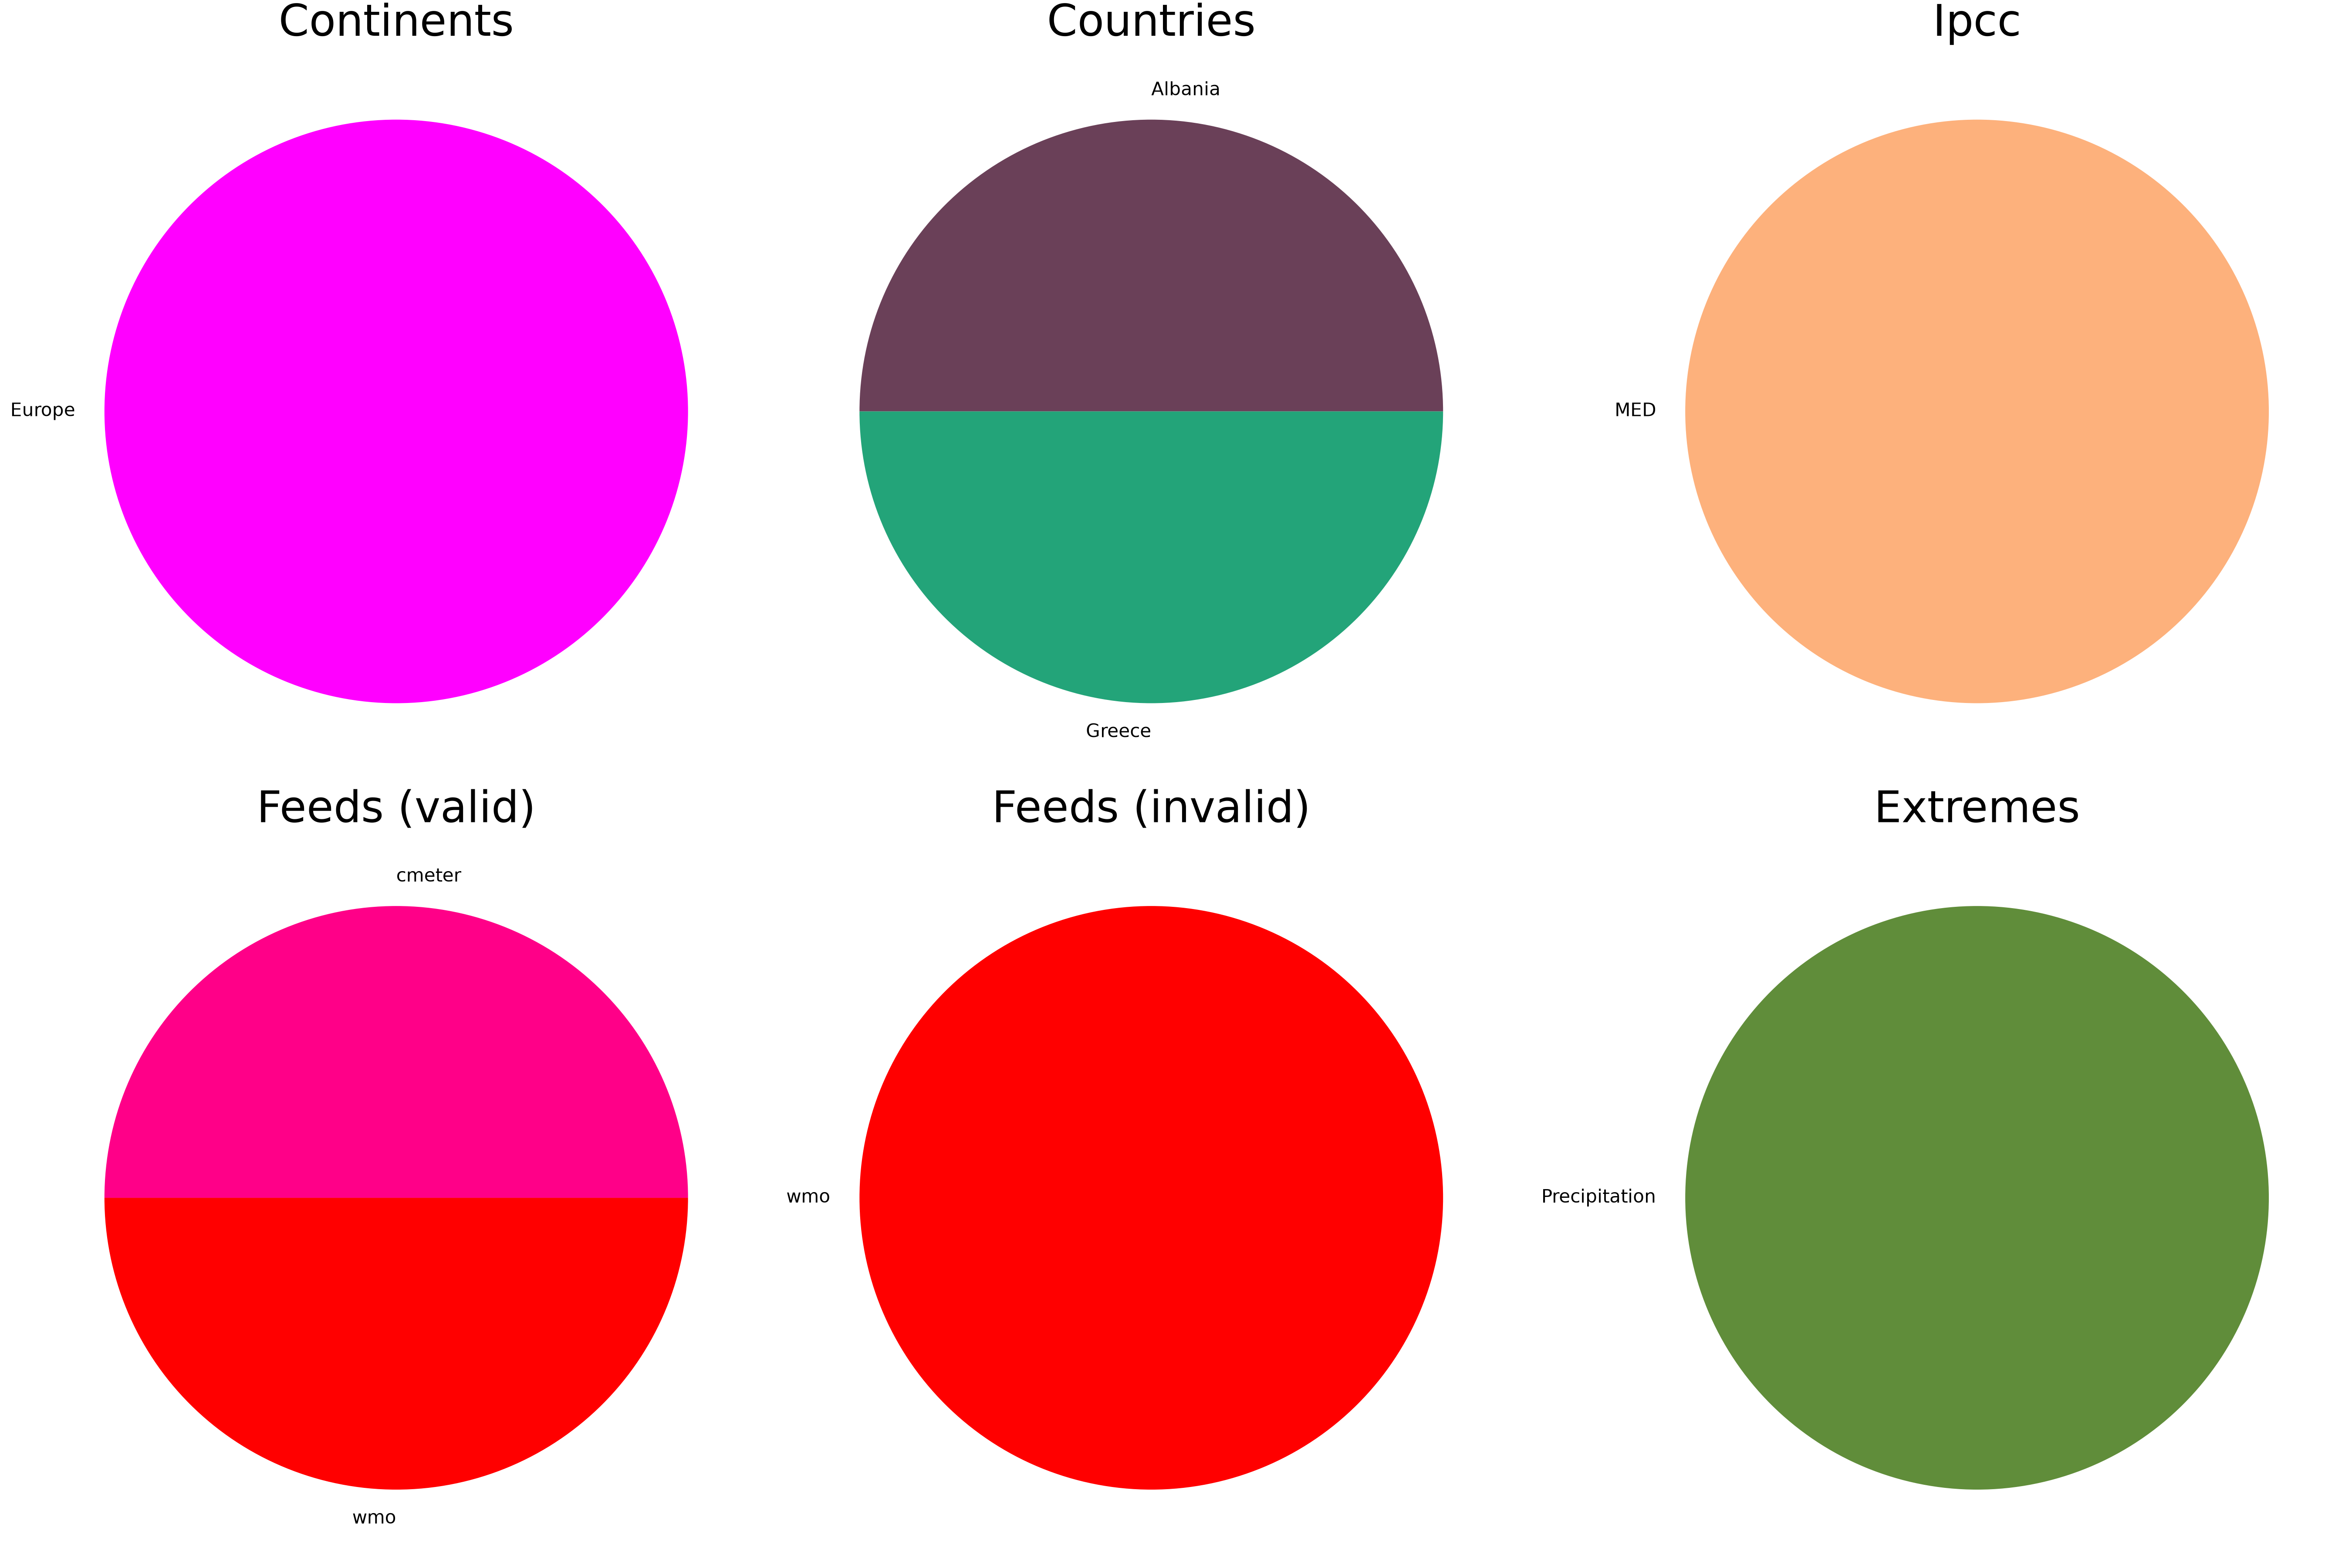 Continents
Countries
Ipcc
Albania
Europe
MED
Greece
Feeds (valid)
Feeds (invalid)
Extremes
cmeter
wmo
Precipitation
wmo